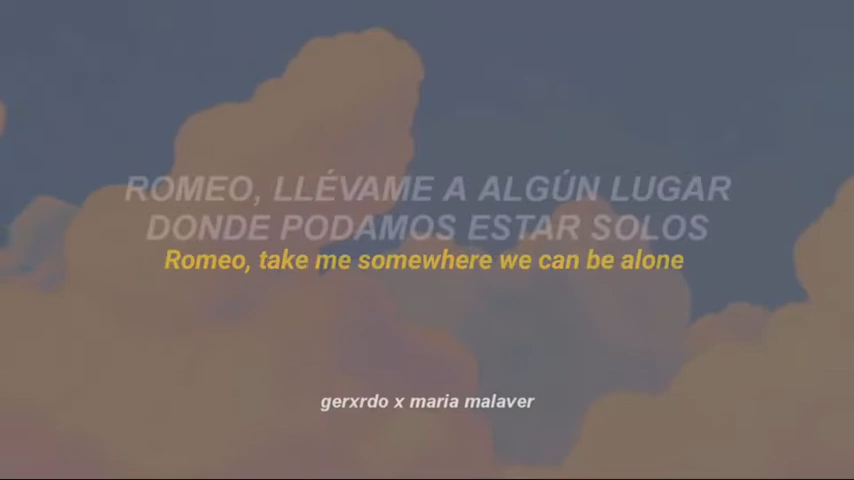 ROMEO, LLÉVAME A ALGÚN LUGAR
DONDE PODAMOS ESTAR SOLOS
Romeo, take me somewhere we can be alone
gerxrdo x maria malaver